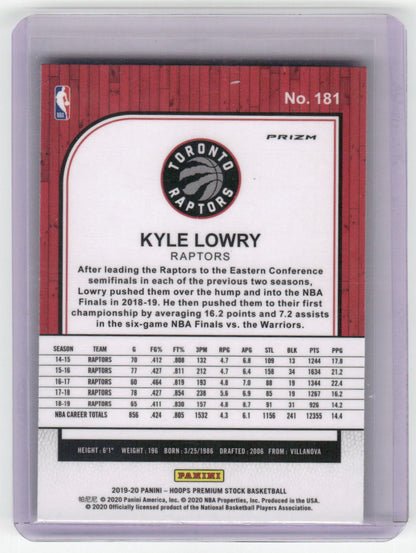 No. 181
NBA
PRIZM
TORONTO
RAPTORS
KYLE LOWRY
RAPTORS
After leading the Raptors to the Eastern Conference
semifinals in each of the previous two seasons,
Lowry pushed them over the hump and into the NBA
Finals in 2018-19. He then pushed them to their first
championship by averaging 16.2 points and 7.2 assists
in the six-game NBA Finals vs. the Warriors.
SEASON TEAM G FG% FT% 3PM RPG APG STL BLK PTS PPG
14-15 RAPTORS 70 .412 .808 132 4.7 6.8 109 13 1244 17.8
15-16 RAPTORS 77 .427 .811 212 4.7 6.4 158 34 1634 21.2
16-17 RAPTORS 60 .464 .819 193 4.8 7.0 88 19 1344 22.4
17-18 RAPTORS 78 .427 .854 238 5.6 6.9 85 19 1267 16.2
18-19 RAPTORS 65 .411 .830 157 4.8 8.7 91 31 926 14.2
NBA CAREER TOTALS 856 .424 .805 1532 4.3 6.1 1156 241 12355 14.4
HEIGHT: 6'1" WEIGHT: 196 BORN: 3/25/1986 DRAFTED: 2006 FROM: VILLANOVA
PANINI
2019-20 PANINI – HOOPS PREMIUM STOCK BASKETBALL
帕尼尼 © 2020 Panini America, Inc. © 2020 NBA Properties, Inc. Produced in the USA.
© 2020 Officially licensed product of the National Basketball Players Association.